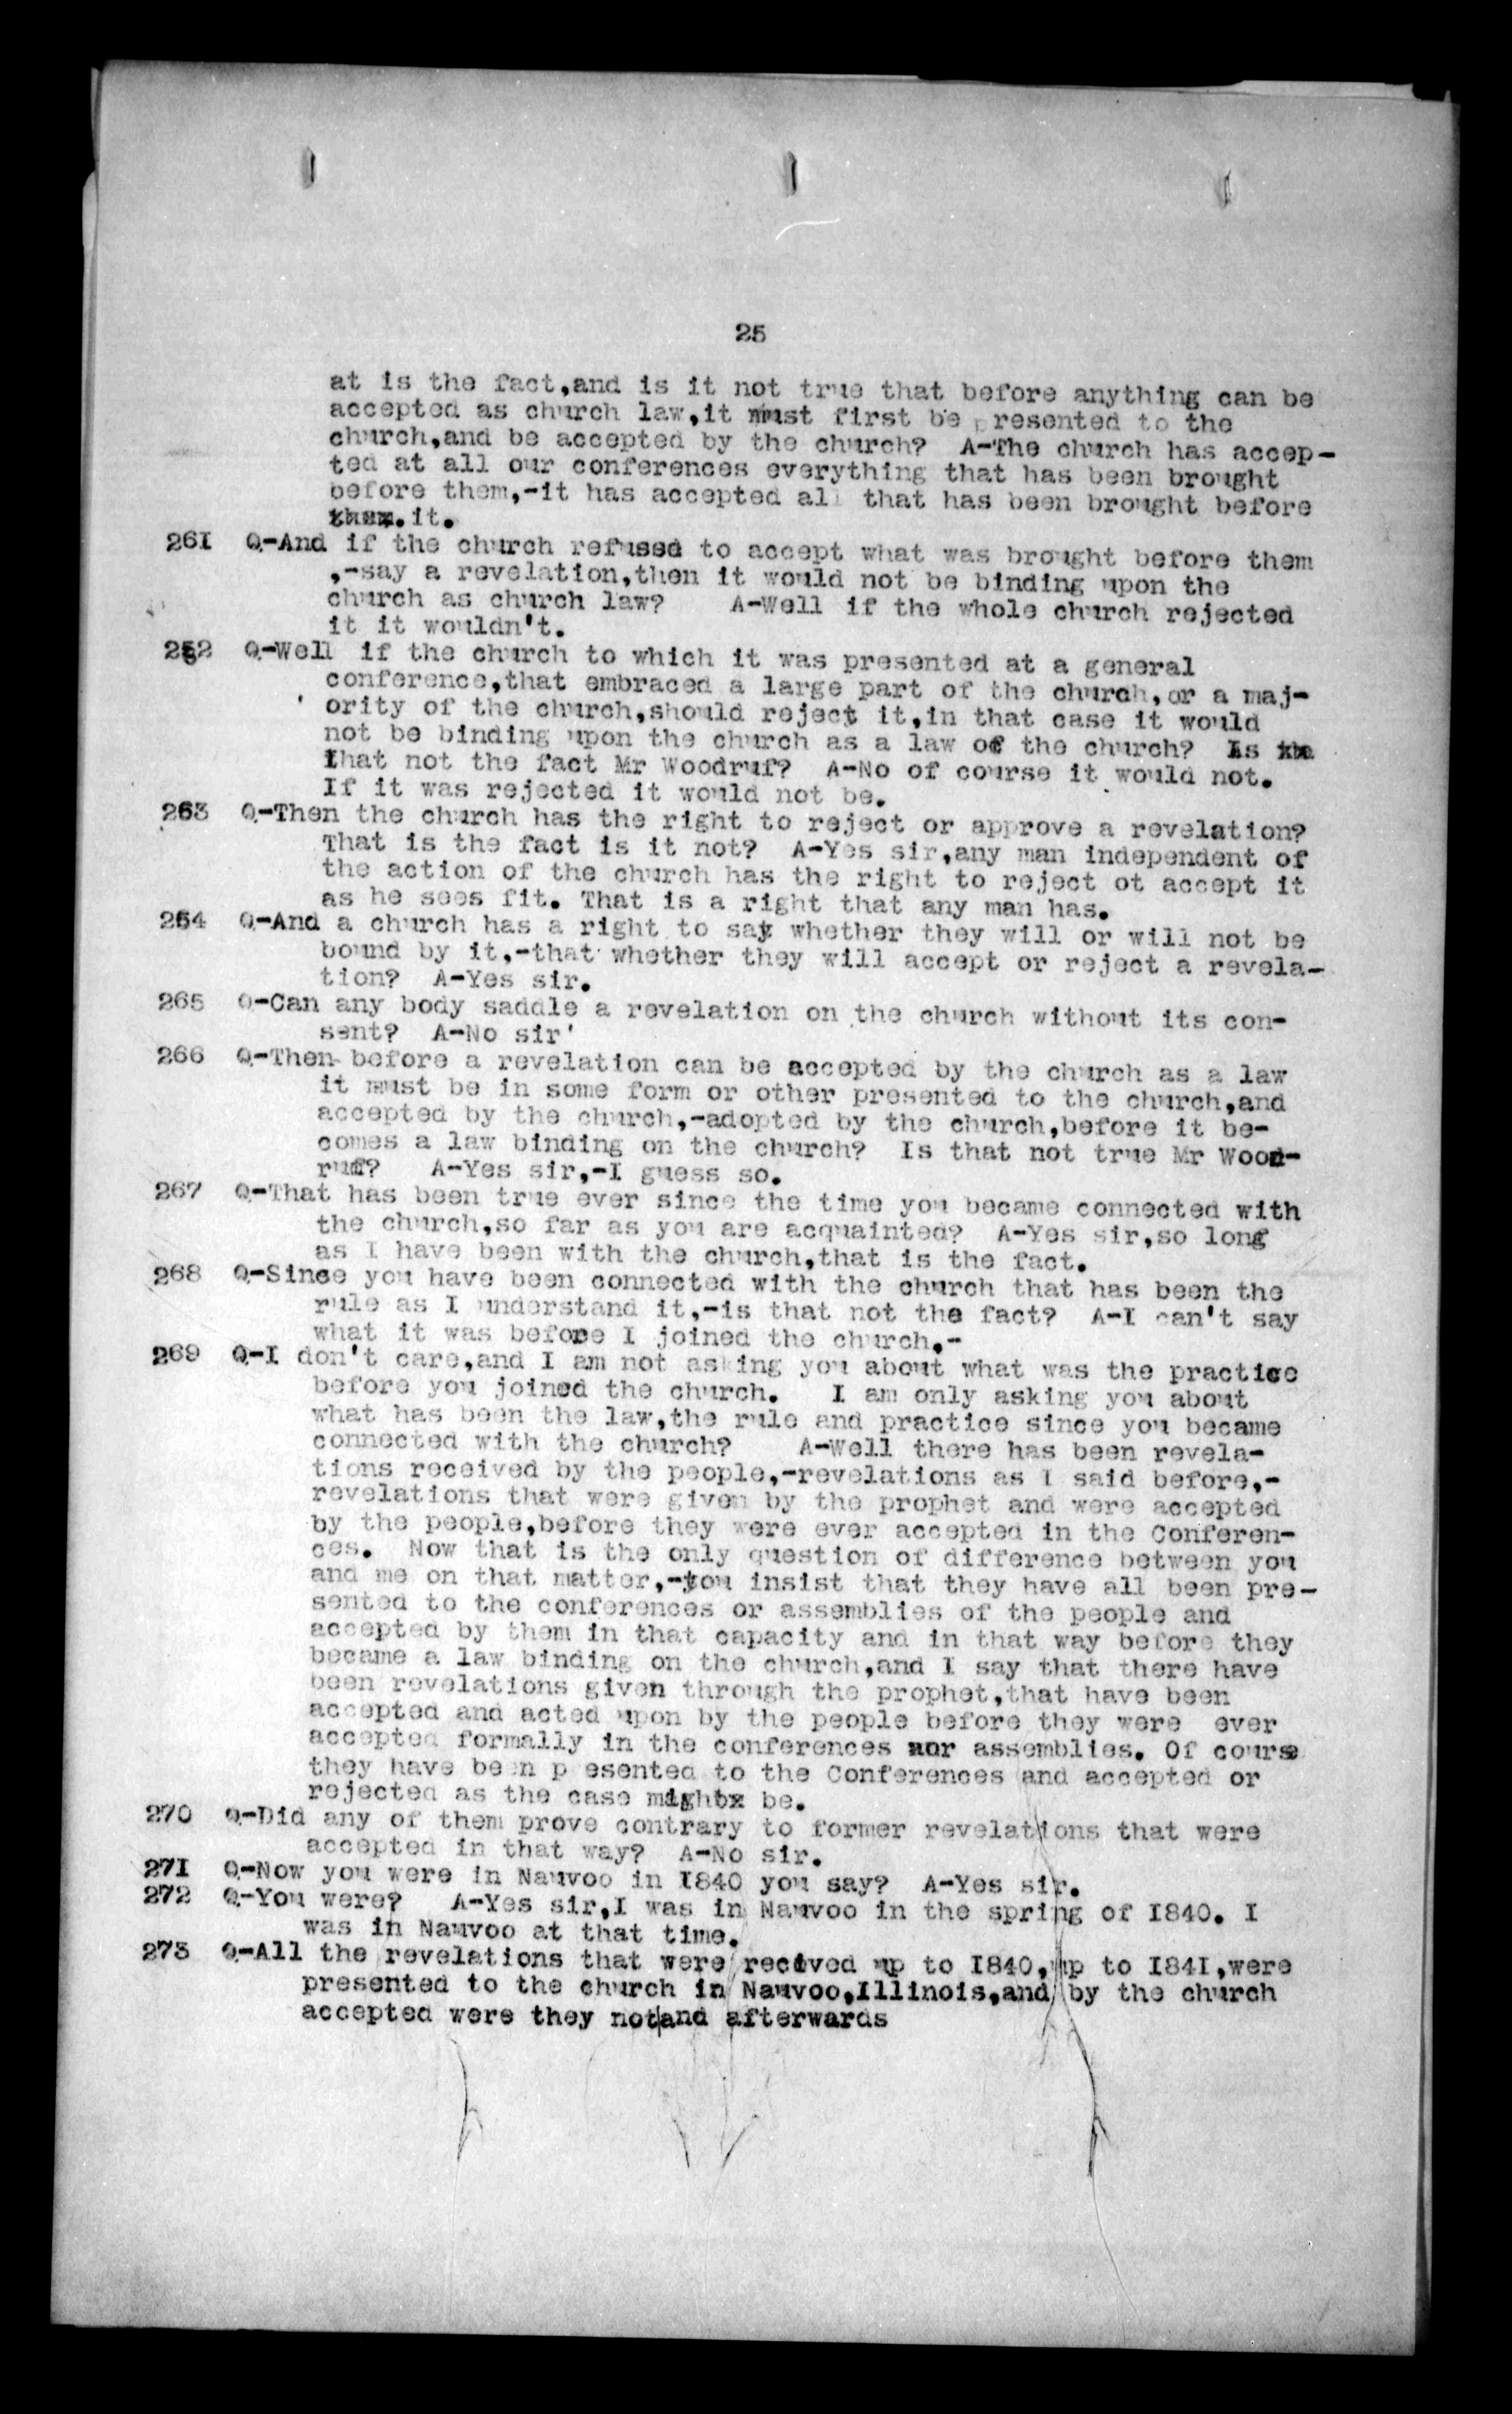 25
at is the fact,and is it not true that before anything can be
accepted as church law,it must first be presented to the
church,and be accepted by the church?  A-The church has accep-
ted at all our conferences everything that has been brought
before them,-it has accepted all that has been brought before
it.
261  Q-And if the church refused to accept what was brought before them
,-say a revelation,then it would not be binding upon the
church as church law?  A-Well if the whole church rejected
it it wouldn't.
262  Q-Well if the church to which it was presented at a general
conference,that embraced a large part of the church,or a maj-
ority of the church,should reject it,in that case it would
not be binding upon the church as a law of the church?  Is
that not the fact Mr Woodruf?  A-No of course it would not.
If it was rejected it would not be.
263  Q-Then the church has the right to reject or approve a revelation?
That is the fact is it not?  A-Yes sir,any man independent of
the action of the church has the right to reject ot accept it
as he sees fit. That is a right that any man has.
264  Q-And a church has a right to say whether they will or will not be
bound by it,-that whether they will accept or reject a revela-
tion?  A-Yes sir.
265  Q-Can any body saddle a revelation on the church without its con-
sent?  A-No sir'
266  Q-Then before a revelation can be accepted by the church as a law
it must be in some form or other presented to the church,and
accepted by the church,-adopted by the church,before it be-
comes a law binding on the church?  Is that not true Mr Wood-
ruf?  A-Yes sir,-I guess so.
267  Q-That has been true ever since the time you became connected with
the church,so far as you are acquainted?  A-Yes sir,so long
as I have been with the church,that is the fact.
268  Q-Since you have been connected with the church that has been the
rule as I understand it,-is that not the fact?  A-I can't say
what it was before I joined the church,-
269  Q-I don't care,and I am not asking you about what was the practice
before you joined the church.  I am only asking you about
what has been the law,the rule and practice since you became
connected with the church?  A-Well there has been revela-
tions received by the people,-revelations as I said before,-
revelations that were given by the prophet and were accepted
by the people,before they were ever accepted in the Conferen-
ces.  Now that is the only question of difference between you
and me on that matter,-you insist that they have all been pre-
sented to the conferences or assemblies of the people and
accepted by them in that capacity and in that way before they
became a law binding on the church,and I say that there have
been revelations given through the prophet,that have been
accepted and acted upon by the people before they were  ever
accepted formally in the conferences nor assemblies. Of course
they have been p esented to the Conferences and accepted or
rejected as the case might be.
270  Q-Did any of them prove contrary to former revelations that were
accepted in that way?  A-No sir.
271  Q-Now you were in Nauvoo in I840 you say?  A-Yes sir.
272  Q-You were?  A-Yes sir,I was in Nauvoo in the spring of I840. I
was in Nauvoo at that time.
273  Q-All the revelations that were recived up to I840,up to I84I,were
presented to the church in Nauvoo,Illinois,and by the church
accepted were they not and afterwards